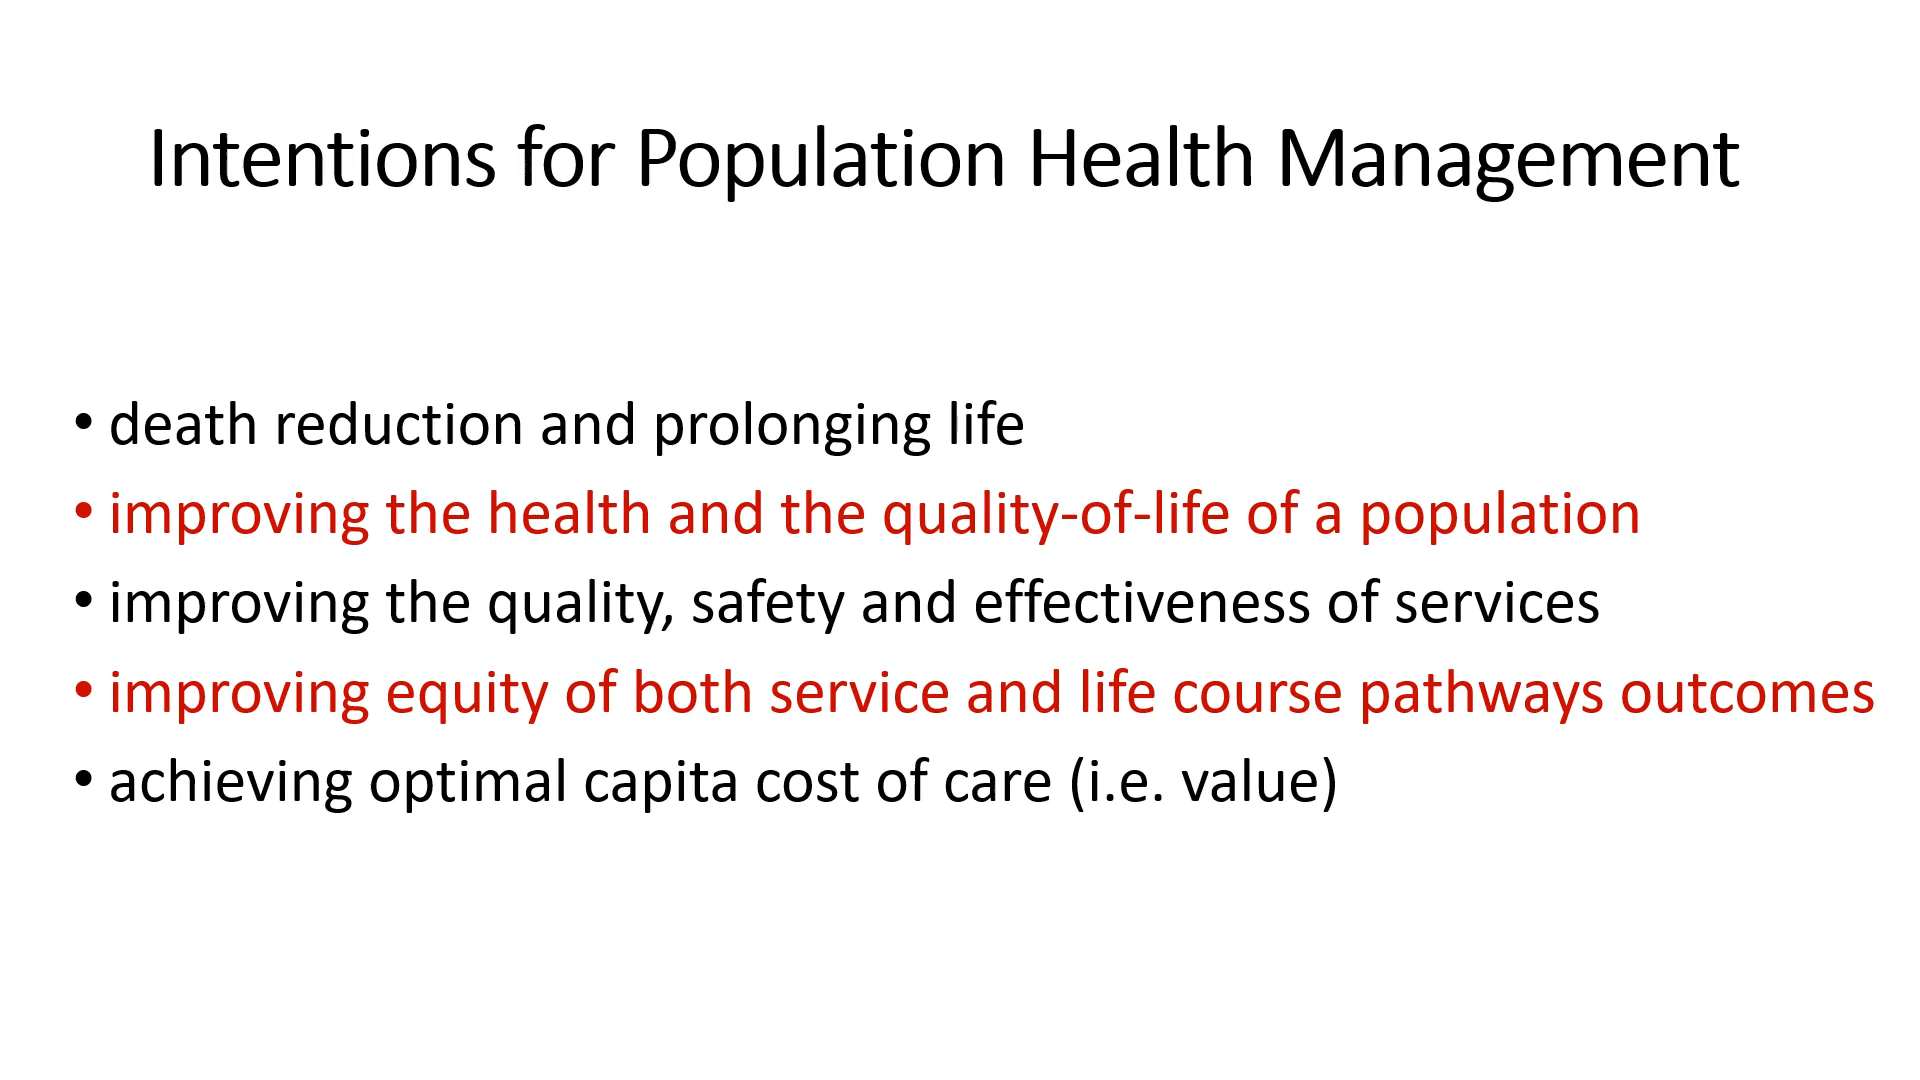 Intentions for Population Health Management
• death reduction and prolonging life
• improving the health and the quality-of-life of a population
• improving the quality, safety and effectiveness of services
• improving equity of both service and life course pathways outcomes
• achieving optimal capita cost of care (i.e. value)